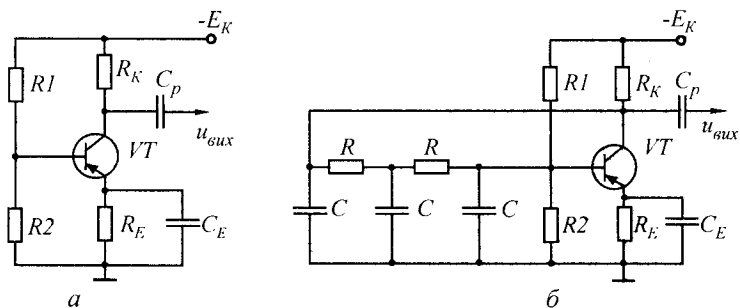 -E_K
R1
R_K
C_p
u_вих
VT
R2
R_E
C_E
а
-E_K
R1
R_K
C_p
u_вих
R
R
VT
C
C
C
R2
R_E
C_E
б